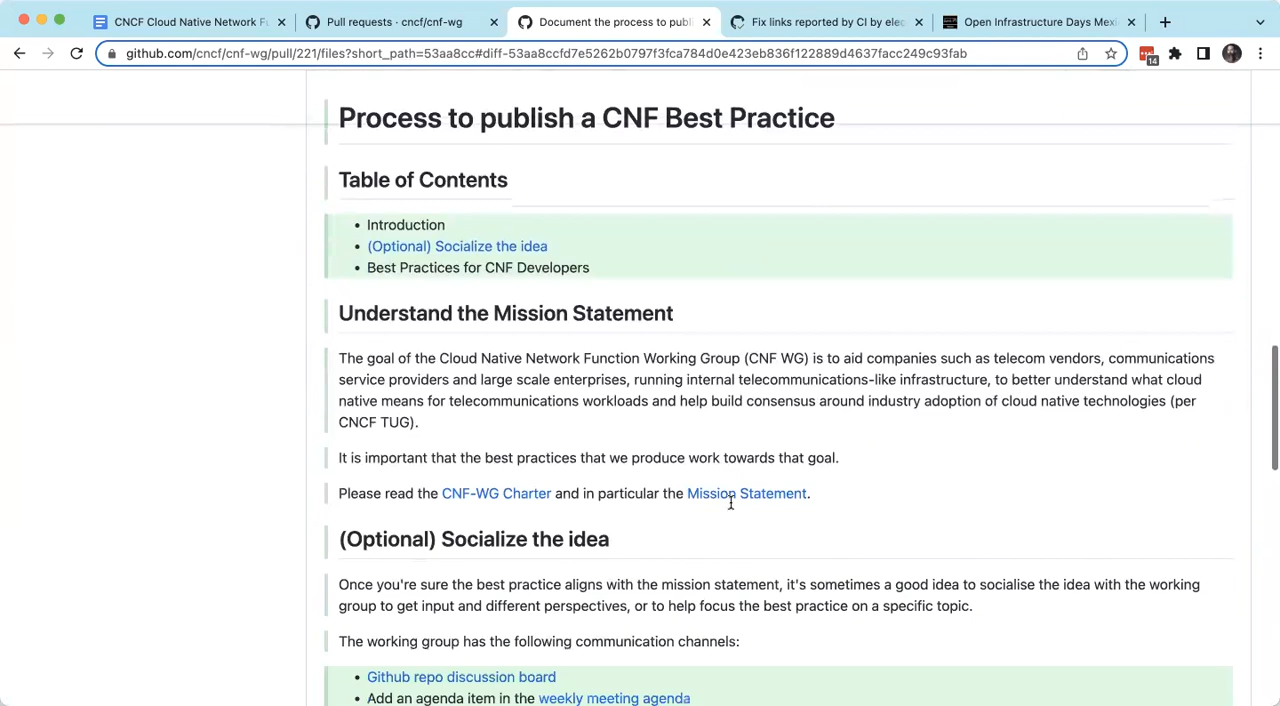 CNCF Cloud Native Network Fu
Pull requests · cncf/cnf-wg
Document the process to publi
Fix links reported by CI by elec
Open Infrastructure Days Mexi
github.com/cncf/cnf-wg/pull/221/files?short_path=53aa8cc#diff-53aa8ccfd7e5262b0797f3fca784d0e423eb836f122889d4637facc249c93fab
14
Process to publish a CNF Best Practice
Table of Contents
• Introduction
• (Optional) Socialize the idea
• Best Practices for CNF Developers
Understand the Mission Statement
The goal of the Cloud Native Network Function Working Group (CNF WG) is to aid companies such as telecom vendors, communications
service providers and large scale enterprises, running internal telecommunications-like infrastructure, to better understand what cloud
native means for telecommunications workloads and help build consensus around industry adoption of cloud native technologies (per
CNCF TUG).
It is important that the best practices that we produce work towards that goal.
Please read the CNF-WG Charter and in particular the Mission Statement.
(Optional) Socialize the idea
Once you're sure the best practice aligns with the mission statement, it's sometimes a good idea to socialise the idea with the working
group to get input and different perspectives, or to help focus the best practice on a specific topic.
The working group has the following communication channels:
• Github repo discussion board
• Add an agenda item in the weekly meeting agenda